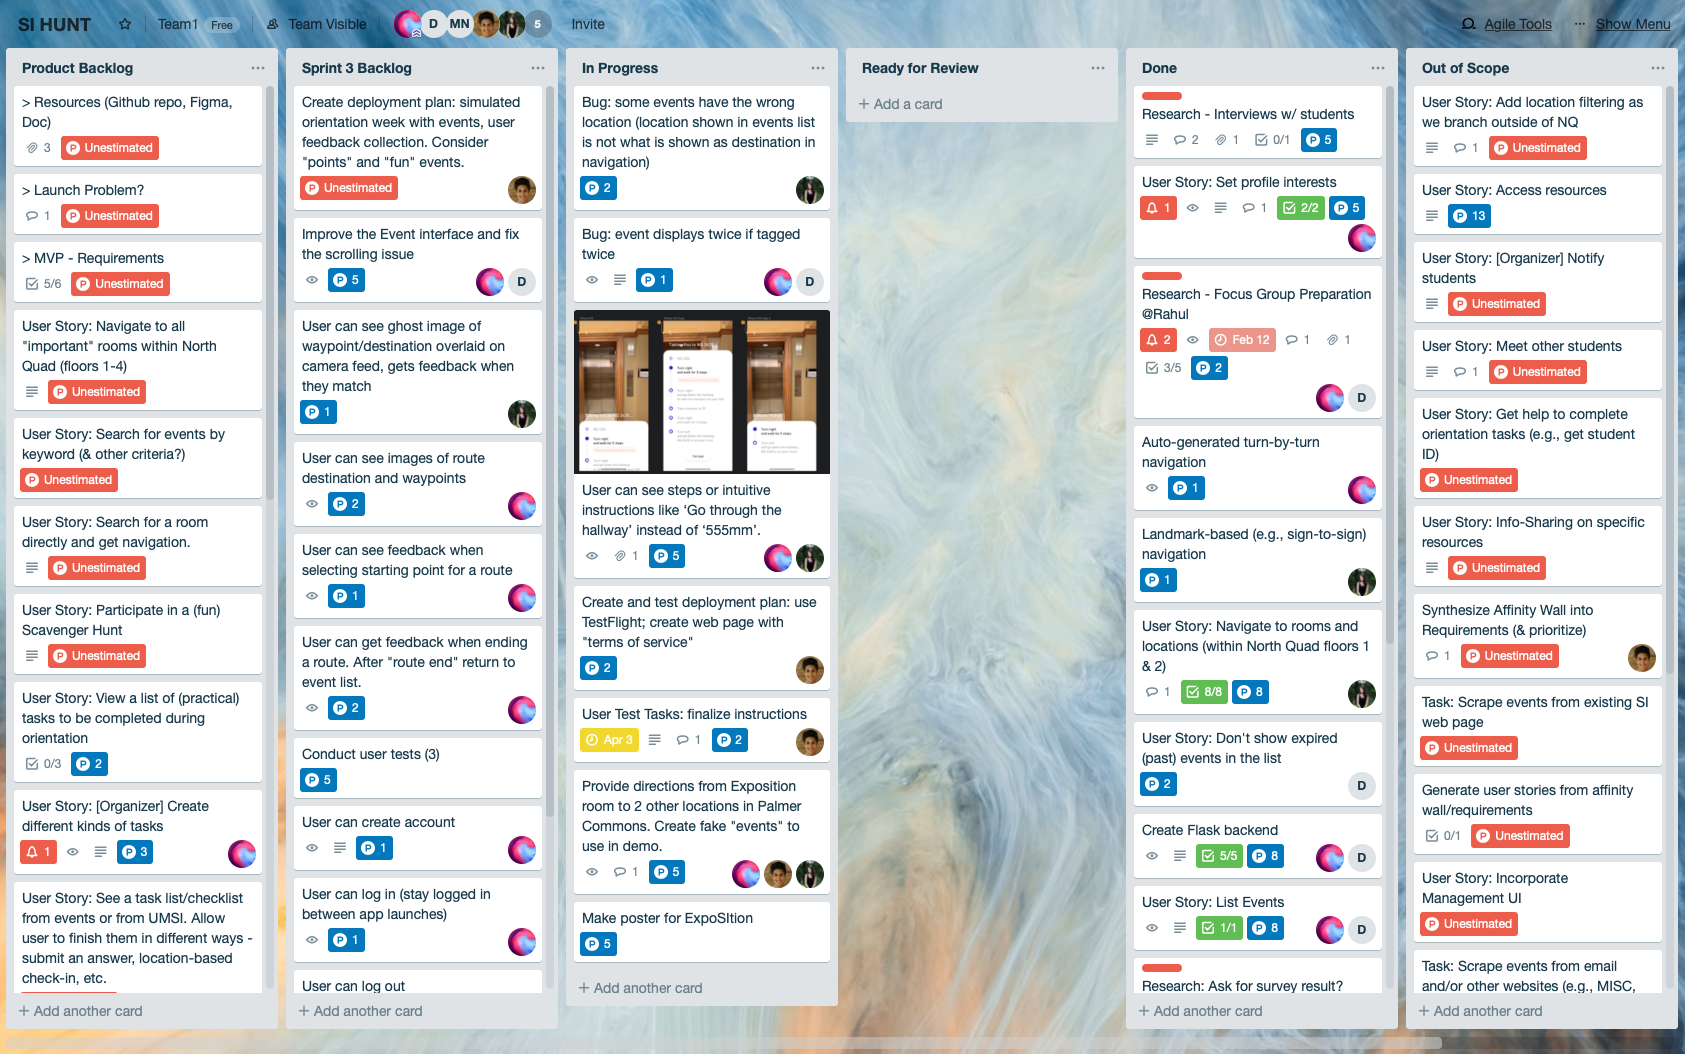 SI HUNT
Team1 Free
Team Visible
D
MN
5
Invite
Agile Tools
Show Menu
Product Backlog
> Resources (Github repo, Figma,
Doc)
3 P Unestimated
> Launch Problem?
1 P Unestimated
> MVP - Requirements
5/6 P Unestimated
User Story: Navigate to all
"important" rooms within North
Quad (floors 1-4)
P Unestimated
User Story: Search for events by
keyword (& other criteria?)
P Unestimated
User Story: Search for a room
directly and get navigation.
P Unestimated
User Story: Participate in a (fun)
Scavenger Hunt
P Unestimated
User Story: View a list of (practical)
tasks to be completed during
orientation
0/3 P 2
User Story: [Organizer] Create
different kinds of tasks
1 P 3
User Story: See a task list/checklist
from events or from UMSI. Allow
user to finish them in different ways -
submit an answer, location-based
check-in, etc.
+ Add another card
Sprint 3 Backlog
Create deployment plan: simulated
orientation week with events, user
feedback collection. Consider
"points" and "fun" events.
P Unestimated
Improve the Event interface and fix
the scrolling issue
P 5 D
User can see ghost image of
waypoint/destination overlaid on
camera feed, gets feedback when
they match
P 1
User can see images of route
destination and waypoints
P 2
User can see feedback when
selecting starting point for a route
P 1
User can get feedback when ending
a route. After "route end" return to
event list.
P 2
Conduct user tests (3)
P 5
User can create account
P 1
User can log in (stay logged in
between app launches)
P 1
User can log out
+ Add another card
In Progress
Bug: some events have the wrong
location (location shown in events list
is not what is shown as destination in
navigation)
P 2
Bug: event displays twice if tagged
twice
P 1 D
User can see steps or intuitive
instructions like ‘Go through the
hallway’ instead of ‘555mm’.
1 P 5
Create and test deployment plan: use
TestFlight; create web page with
"terms of service"
P 2
User Test Tasks: finalize instructions
Apr 3 1 P 2
Provide directions from Exposition
room to 2 other locations in Palmer
Commons. Create fake "events" to
use in demo.
1 P 5
Make poster for ExpoSItion
P 5
+ Add another card
Ready for Review
+ Add a card
Done
Research - Interviews w/ students
2 1 0/1 P 5
User Story: Set profile interests
1 1 2/2 P 5
Research - Focus Group Preparation
@Rahul
2 Feb 12 1 1
3/5 P 2
D
Auto-generated turn-by-turn
navigation
P 1
Landmark-based (e.g., sign-to-sign)
navigation
P 1
User Story: Navigate to rooms and
locations (within North Quad floors 1
& 2)
1 8/8 P 8
User Story: Don't show expired
(past) events in the list
P 2 D
Create Flask backend
5/5 P 8 D
User Story: List Events
1/1 P 8 D
Research: Ask for survey result?
+ Add another card
Out of Scope
User Story: Add location filtering as
we branch outside of NQ
1 P Unestimated
User Story: Access resources
P 13
User Story: [Organizer] Notify
students
P Unestimated
User Story: Meet other students
1 P Unestimated
User Story: Get help to complete
orientation tasks (e.g., get student
ID)
P Unestimated
User Story: Info-Sharing on specific
resources
P Unestimated
Synthesize Affinity Wall into
Requirements (& prioritize)
1 P Unestimated
Task: Scrape events from existing SI
web page
P Unestimated
Generate user stories from affinity
wall/requirements
0/1 P Unestimated
User Story: Incorporate
Management UI
P Unestimated
Task: Scrape events from email
and/or other websites (e.g., MISC,
+ Add another card